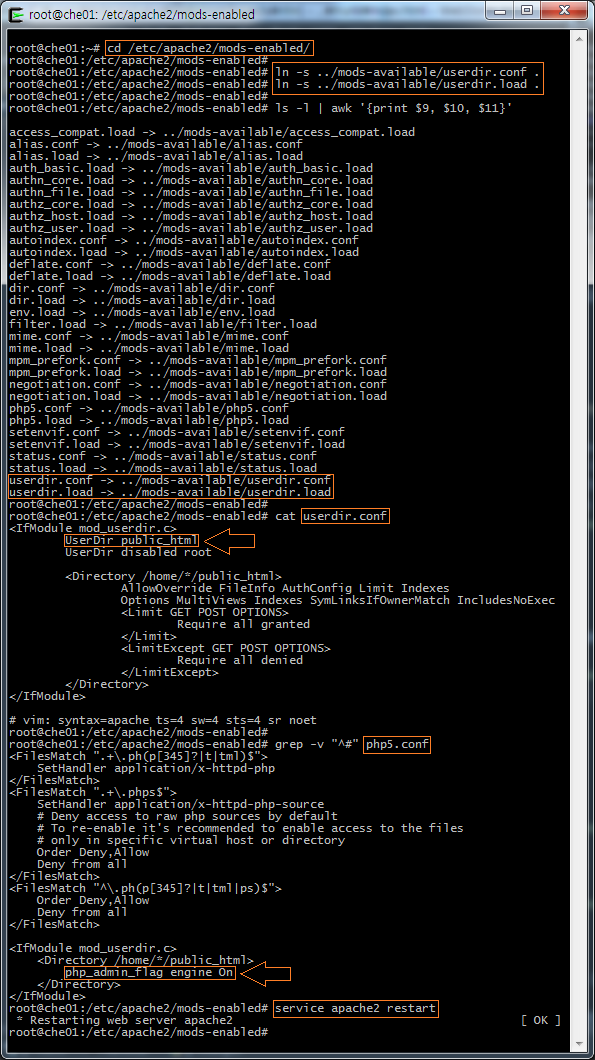 root@che01: /etc/apache2/mods-enabled
root@che01:~# cd /etc/apache2/mods-enabled/
root@che01:/etc/apache2/mods-enabled#
root@che01:/etc/apache2/mods-enabled# ln -s ../mods-available/userdir.conf .
root@che01:/etc/apache2/mods-enabled# ln -s ../mods-available/userdir.load .
root@che01:/etc/apache2/mods-enabled#
root@che01:/etc/apache2/mods-enabled# ls -l | awk '{print $9, $10, $11}'
access_compat.load -> ../mods-available/access_compat.load
alias.conf -> ../mods-available/alias.conf
alias.load -> ../mods-available/alias.load
auth_basic.load -> ../mods-available/auth_basic.load
authn_core.load -> ../mods-available/authn_core.load
authn_file.load -> ../mods-available/authn_file.load
authz_core.load -> ../mods-available/authz_core.load
authz_host.load -> ../mods-available/authz_host.load
authz_user.load -> ../mods-available/authz_user.load
autoindex.conf -> ../mods-available/autoindex.conf
autoindex.load -> ../mods-available/autoindex.load
deflate.conf -> ../mods-available/deflate.conf
deflate.load -> ../mods-available/deflate.load
dir.conf -> ../mods-available/dir.conf
dir.load -> ../mods-available/dir.load
env.load -> ../mods-available/env.load
filter.load -> ../mods-available/filter.load
mime.conf -> ../mods-available/mime.conf
mime.load -> ../mods-available/mime.load
mpm_prefork.conf -> ../mods-available/mpm_prefork.conf
mpm_prefork.load -> ../mods-available/mpm_prefork.load
negotiation.conf -> ../mods-available/negotiation.conf
negotiation.load -> ../mods-available/negotiation.load
php5.conf -> ../mods-available/php5.conf
php5.load -> ../mods-available/php5.load
setenvif.conf -> ../mods-available/setenvif.conf
setenvif.load -> ../mods-available/setenvif.load
status.conf -> ../mods-available/status.conf
status.load -> ../mods-available/status.load
userdir.conf -> ../mods-available/userdir.conf
userdir.load -> ../mods-available/userdir.load
root@che01:/etc/apache2/mods-enabled#
root@che01:/etc/apache2/mods-enabled# cat userdir.conf
<IfModule mod_userdir.c>
UserDir public_html
UserDir disabled root
<Directory /home/*/public_html>
AllowOverride FileInfo AuthConfig Limit Indexes
Options MultiViews Indexes SymLinksIfOwnerMatch IncludesNoExec
<Limit GET POST OPTIONS>
Require all granted
</Limit>
<LimitExcept GET POST OPTIONS>
Require all denied
</LimitExcept>
</Directory>
</IfModule>
# vim: syntax=apache ts=4 sw=4 sts=4 sr noet
root@che01:/etc/apache2/mods-enabled#
root@che01:/etc/apache2/mods-enabled# grep -v "^#" php5.conf
<FilesMatch ".+\.ph(p[345]?|t|tml)$">
SetHandler application/x-httpd-php
</FilesMatch>
<FilesMatch ".+\.phps$">
SetHandler application/x-httpd-php-source
# Deny access to raw php sources by default
# To re-enable it's recommended to enable access to the files
# only in specific virtual host or directory
Order Deny,Allow
Deny from all
</FilesMatch>
<FilesMatch "^\.ph(p[345]?|t|tml|ps)$">
Order Deny,Allow
Deny from all
</FilesMatch>
<IfModule mod_userdir.c>
<Directory /home/*/public_html>
php_admin_flag engine On
</Directory>
</IfModule>
root@che01:/etc/apache2/mods-enabled# service apache2 restart
* Restarting web server apache2 [ OK ]
root@che01:/etc/apache2/mods-enabled#